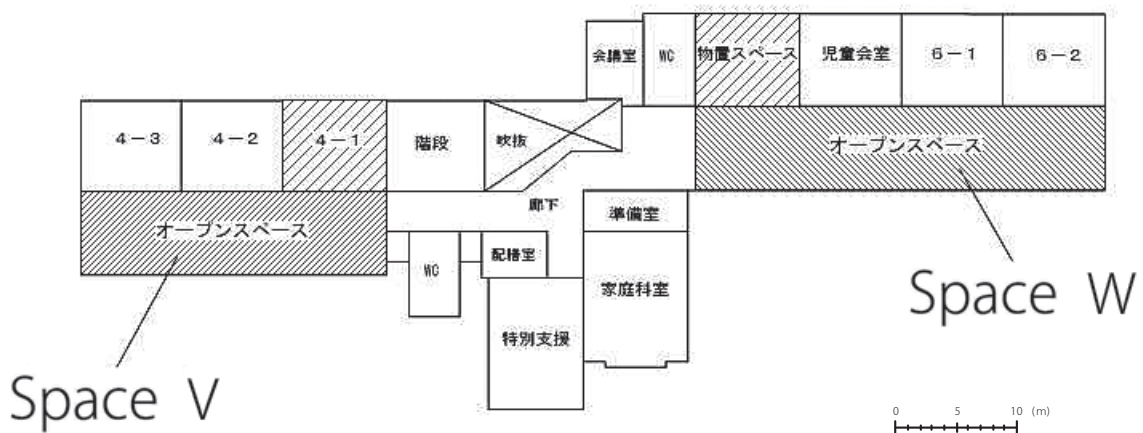 会議室
WC
物置スペース
児童会室
6-1
6-2
4-3
4-2
4-1
階段
吹抜
オープンスペース
オープンスペース
廊下
準備室
WC
配膳室
家庭科室
特別支援
Space V
Space W
0 5 10 (m)